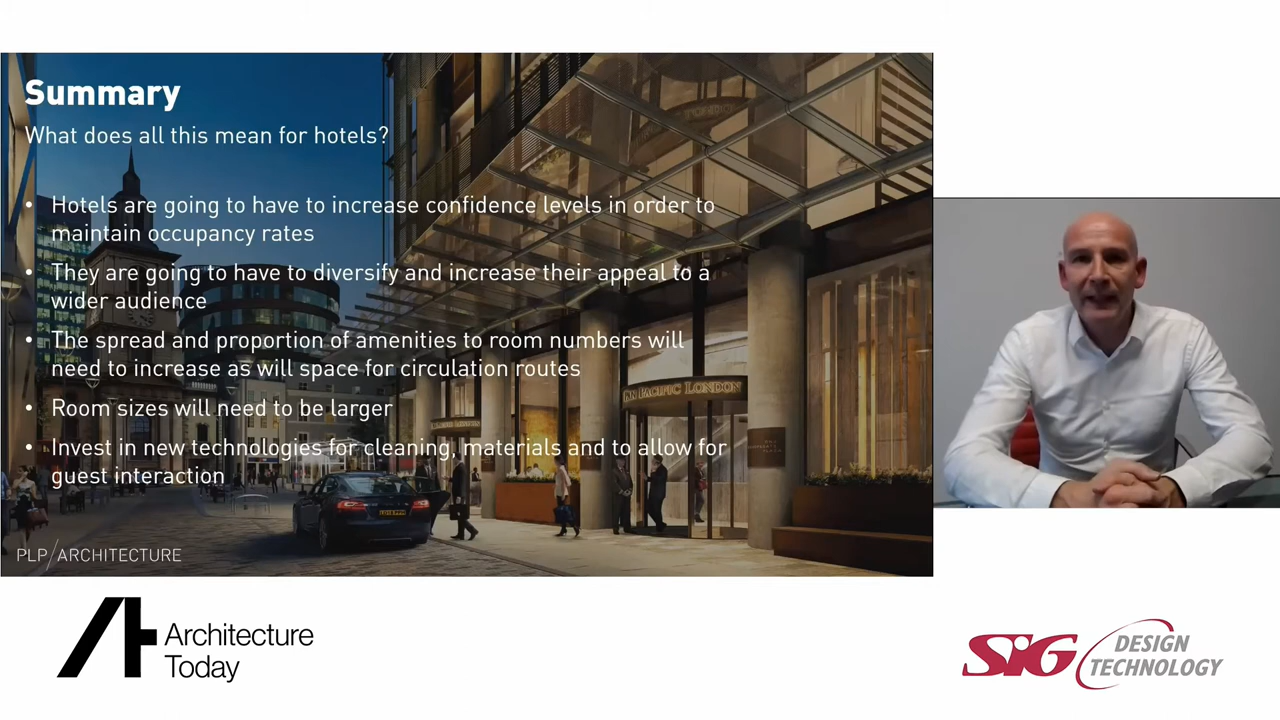 Summary
What does all this mean for hotels?
• Hotels are going to have to increase confidence levels in order to
maintain occupancy rates
• They are going to have to diversify and increase their appeal to a
wider audience
• The spread and proportion of amenities to room numbers will
need to increase as will space for circulation routes
• Room sizes will need to be larger
• Invest in new technologies for cleaning, materials and to allow for
guest interaction
PAN PACIFIC LONDON
PLP/ARCHITECTURE
Architecture
Today
SIG DESIGN
TECHNOLOGY